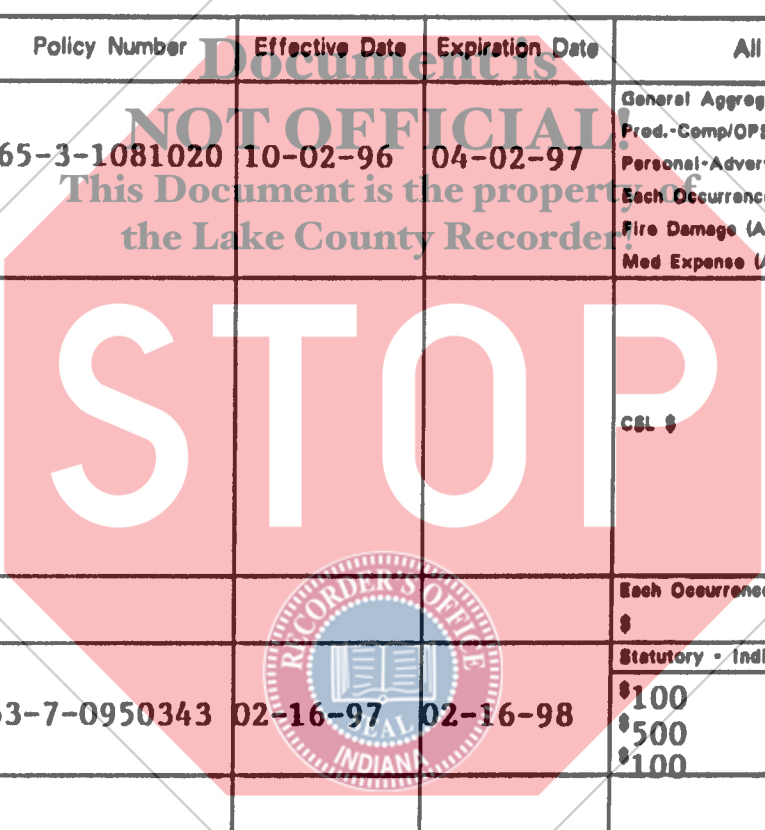 Policy Number Effective Date Expiration Date All
Document is
General Aggreg
NOT OFFICIAL!
Prod.-Comp/OPS
65-3-1081020 10-02-96 04-02-97
Personal-Advert
This Document is the property of
Each Occurrence
Fire Damage (A
the Lake County Recorder!
Med Expense (A
STOP
CSL $
Each Occurrence
$
Statutory - Indi
53-7-0950343 02-16-97 02-16-98
$100
$500
$100
RECORDER'S OFFICE
SEAL
INDIANA